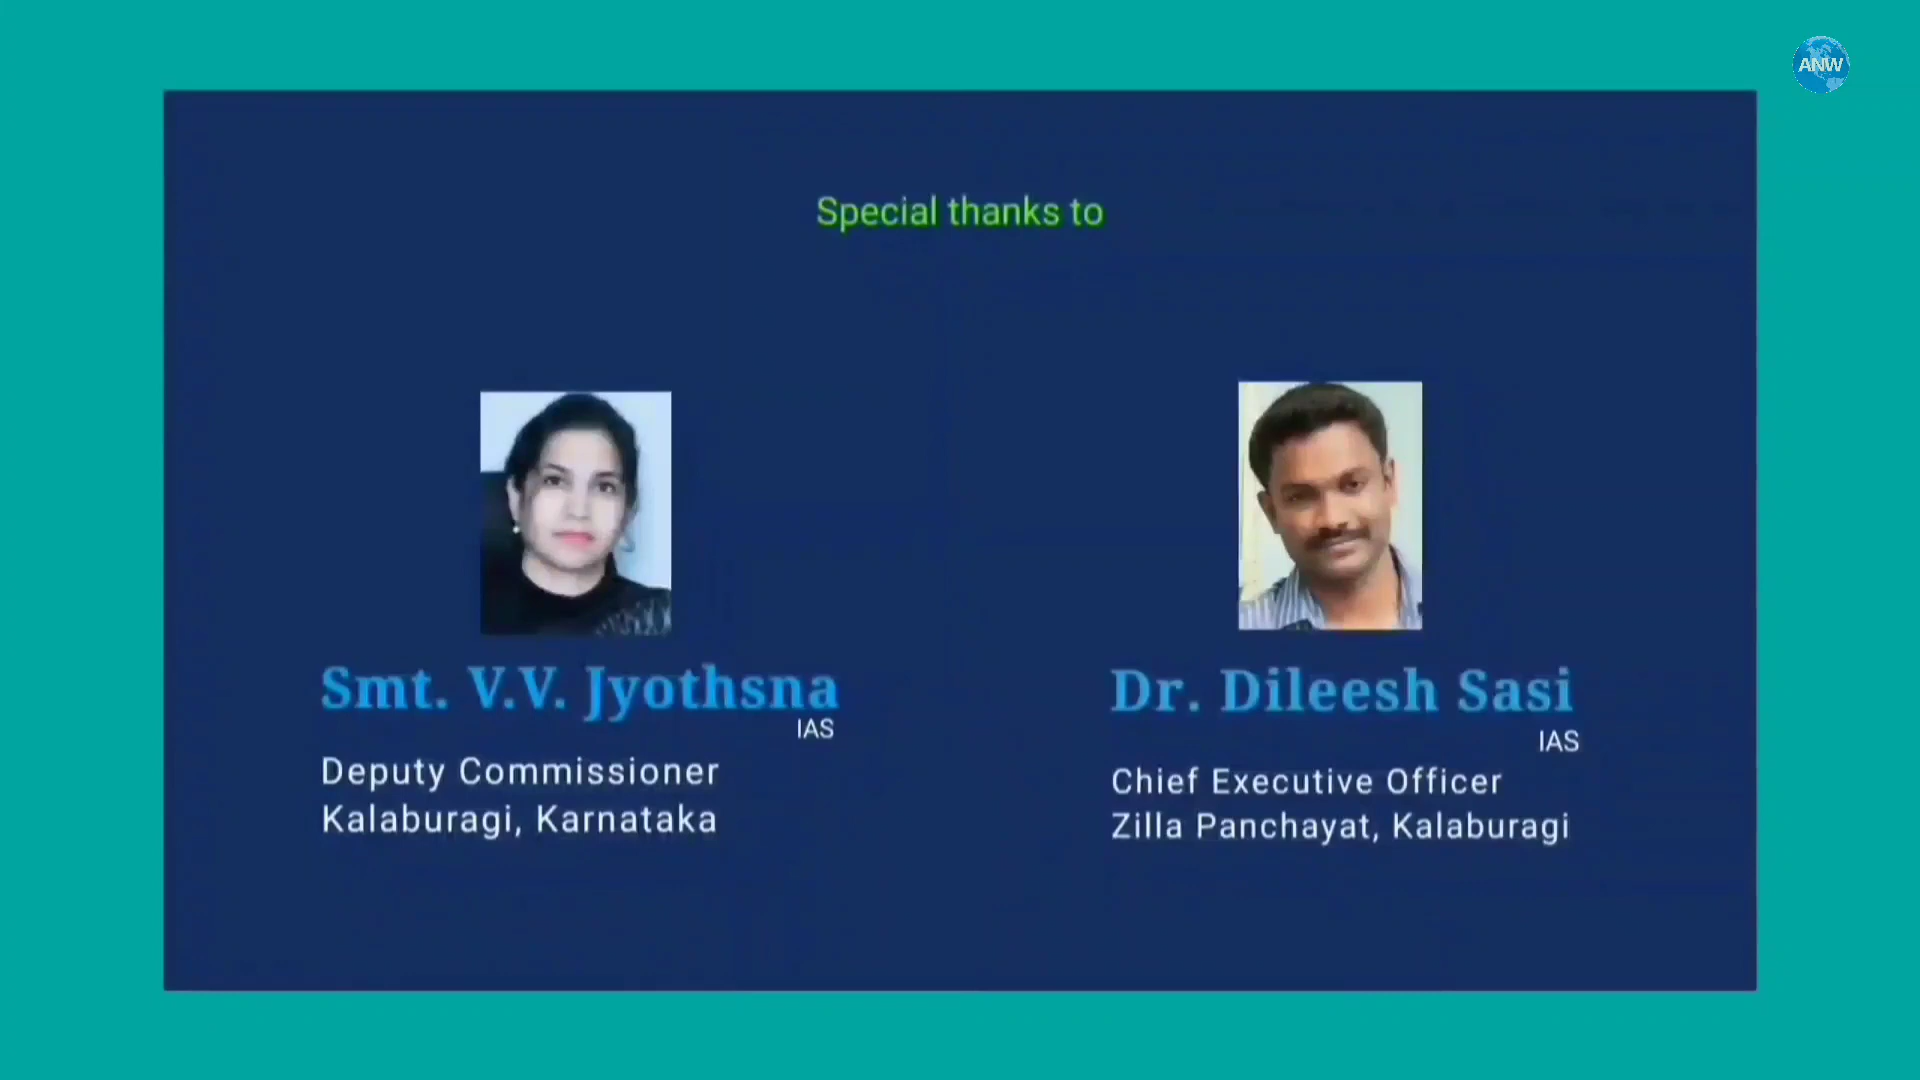 ANW
Special thanks to
Smt. V.V. Jyothsna
IAS
Deputy Commissioner
Kalaburagi, Karnataka
Dr. Dileesh Sasi
IAS
Chief Executive Officer
Zilla Panchayat, Kalaburagi